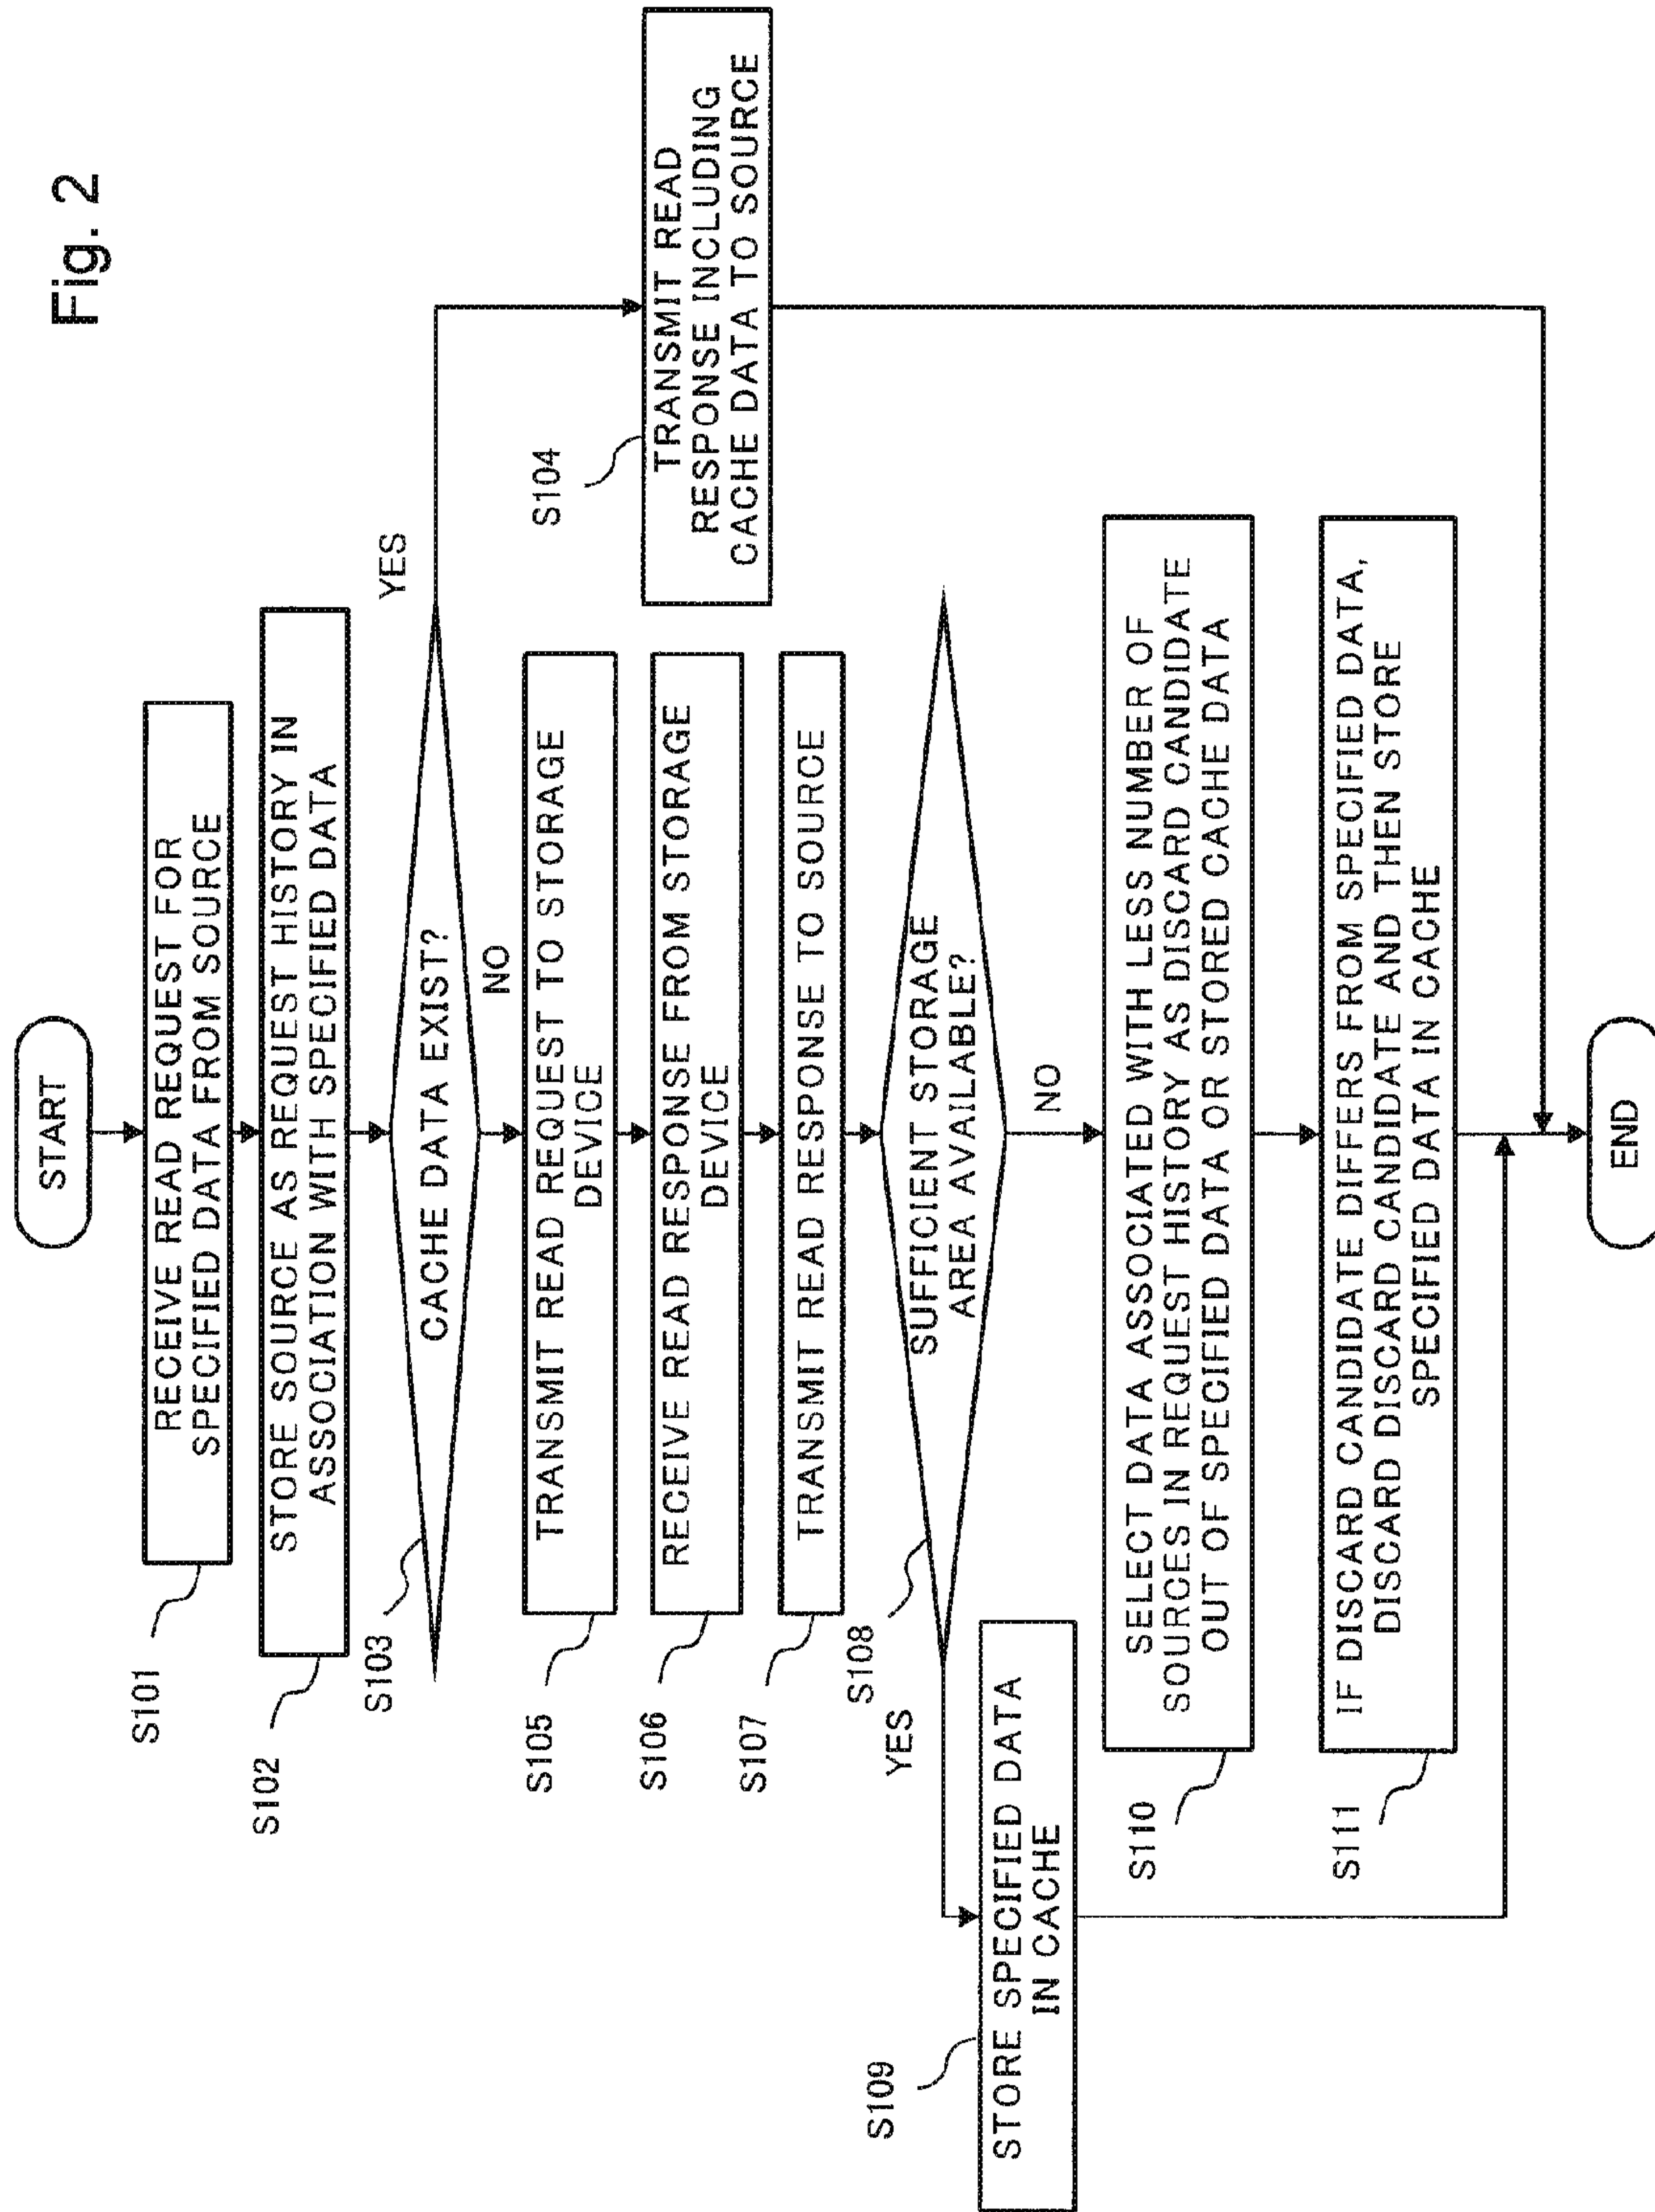 Fig. 2
START
S101
RECEIVE READ REQUEST FOR
SPECIFIED DATA FROM SOURCE
S102
STORE SOURCE AS REQUEST HISTORY IN
ASSOCIATION WITH SPECIFIED DATA
S103
CACHE DATA EXIST?
YES
NO
S104
TRANSMIT READ
RESPONSE INCLUDING
CACHE DATA TO SOURCE
S105
TRANSMIT READ REQUEST TO STORAGE
DEVICE
S106
RECEIVE READ RESPONSE FROM STORAGE
DEVICE
S107
TRANSMIT READ RESPONSE TO SOURCE
S108
SUFFICIENT STORAGE
AREA AVAILABLE?
YES
NO
S109
STORE SPECIFIED DATA
IN CACHE
S110
SELECT DATA ASSOCIATED WITH LESS NUMBER OF
SOURCES IN REQUEST HISTORY AS DISCARD CANDIDATE
OUT OF SPECIFIED DATA OR STORED CACHE DATA
S111
IF DISCARD CANDIDATE DIFFERS FROM SPECIFIED DATA,
DISCARD DISCARD CANDIDATE AND THEN STORE
SPECIFIED DATA IN CACHE
END